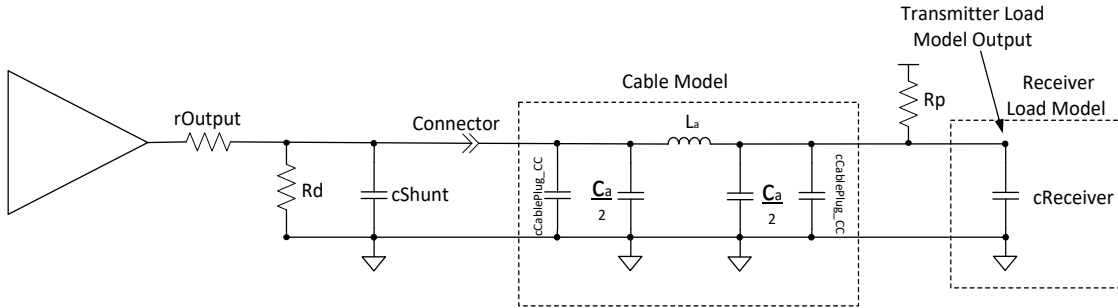 Transmitter Load
Model Output
Receiver
Load Model
Cable Model
Rp
rOutput
Connector
La
Rd
cShunt
cCablePlug_CC
Ca
2
Ca
2
cCablePlug_CC
cReceiver